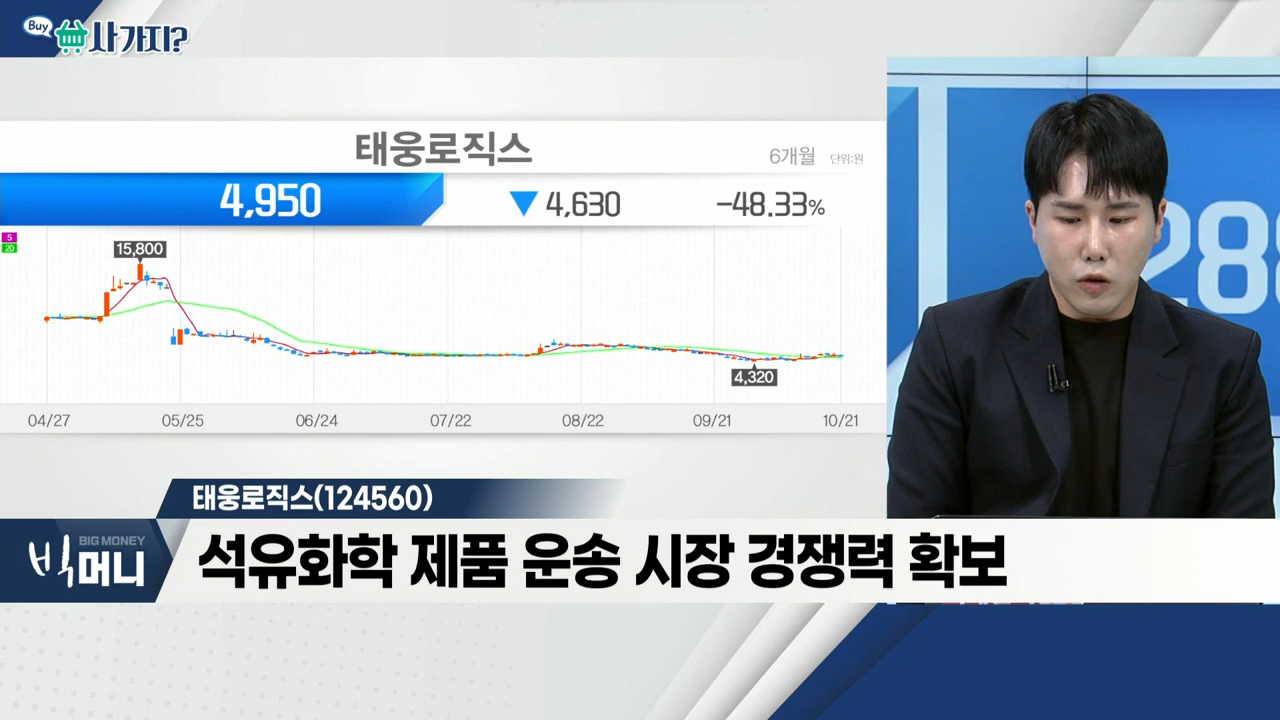 Buy
사가지?
태웅로직스
6개월 단위:원
4,950 ▼ 4,630 -48.33%
5
20
15,800
4,320
04/27 05/25 06/24 07/22 08/22 09/21 10/21
태웅로직스(124560)
BIG MONEY
빅머니
석유화학 제품 운송 시장 경쟁력 확보